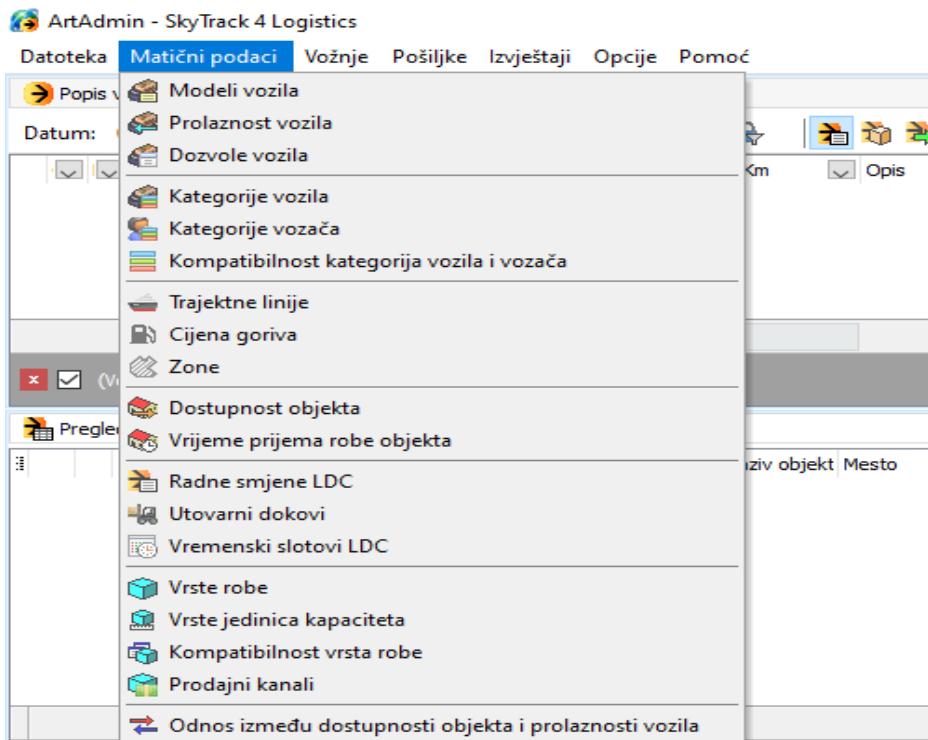 ArtAdmin - SkyTrack 4 Logistics
Datoteka Matični podaci Vožnje Pošiljke Izvještaji Opcije Pomoć
Popis
Datum:
Km Opis
Modeli vozila
Prolaznost vozila
Dozvole vozila
Kategorije vozila
Kategorije vozača
Kompatibilnost kategorija vozila i vozača
Trajektne linije
Cijena goriva
Zone
Dostupnost objekta
Vrijeme prijema robe objekta
Radne smjene LDC
Utovarni dokovi
Vremenski slotovi LDC
Vrste robe
Vrste jedinica kapaciteta
Kompatibilnost vrsta robe
Prodajni kanali
Odnos između dostupnosti objekta i prolaznosti vozila
objekt Mesto